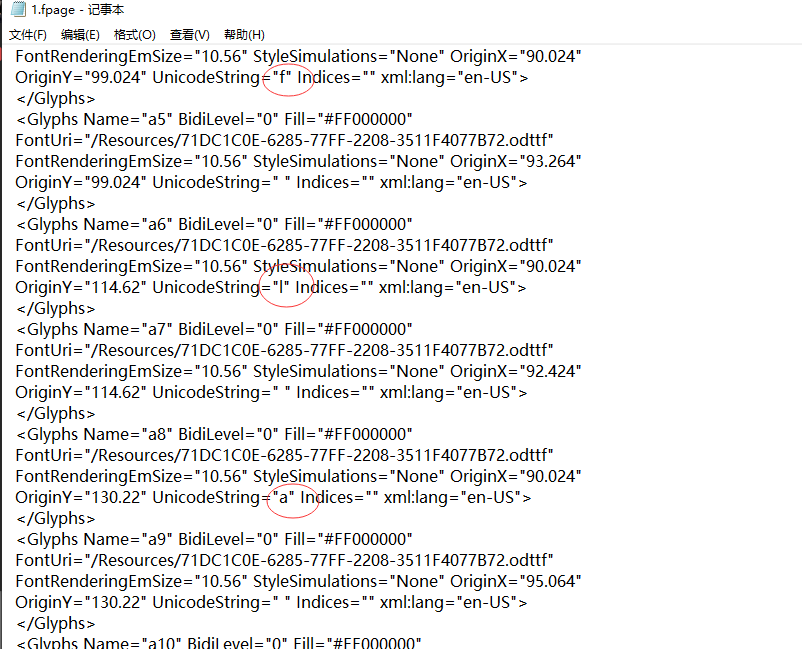 1.fpage - 记事本
文件(F) 编辑(E) 格式(O) 查看(V) 帮助(H)
FontRenderingEmSize="10.56" StyleSimulations="None" OriginX="90.024"
OriginY="99.024" UnicodeString="f" Indices="" xml:lang="en-US">
</Glyphs>
<Glyphs Name="a5" BidiLevel="0" Fill="#FF000000"
FontUri="/Resources/71DC1C0E-6285-77FF-2208-3511F4077B72.odttf"
FontRenderingEmSize="10.56" StyleSimulations="None" OriginX="93.264"
OriginY="99.024" UnicodeString=" " Indices="" xml:lang="en-US">
</Glyphs>
<Glyphs Name="a6" BidiLevel="0" Fill="#FF000000"
FontUri="/Resources/71DC1C0E-6285-77FF-2208-3511F4077B72.odttf"
FontRenderingEmSize="10.56" StyleSimulations="None" OriginX="90.024"
OriginY="114.62" UnicodeString="l" Indices="" xml:lang="en-US">
</Glyphs>
<Glyphs Name="a7" BidiLevel="0" Fill="#FF000000"
FontUri="/Resources/71DC1C0E-6285-77FF-2208-3511F4077B72.odttf"
FontRenderingEmSize="10.56" StyleSimulations="None" OriginX="92.424"
OriginY="114.62" UnicodeString=" " Indices="" xml:lang="en-US">
</Glyphs>
<Glyphs Name="a8" BidiLevel="0" Fill="#FF000000"
FontUri="/Resources/71DC1C0E-6285-77FF-2208-3511F4077B72.odttf"
FontRenderingEmSize="10.56" StyleSimulations="None" OriginX="90.024"
OriginY="130.22" UnicodeString="a" Indices="" xml:lang="en-US">
</Glyphs>
<Glyphs Name="a9" BidiLevel="0" Fill="#FF000000"
FontUri="/Resources/71DC1C0E-6285-77FF-2208-3511F4077B72.odttf"
FontRenderingEmSize="10.56" StyleSimulations="None" OriginX="95.064"
OriginY="130.22" UnicodeString=" " Indices="" xml:lang="en-US">
</Glyphs>
<Glyphs Name="a10" BidiLevel="0" Fill="#FF000000"